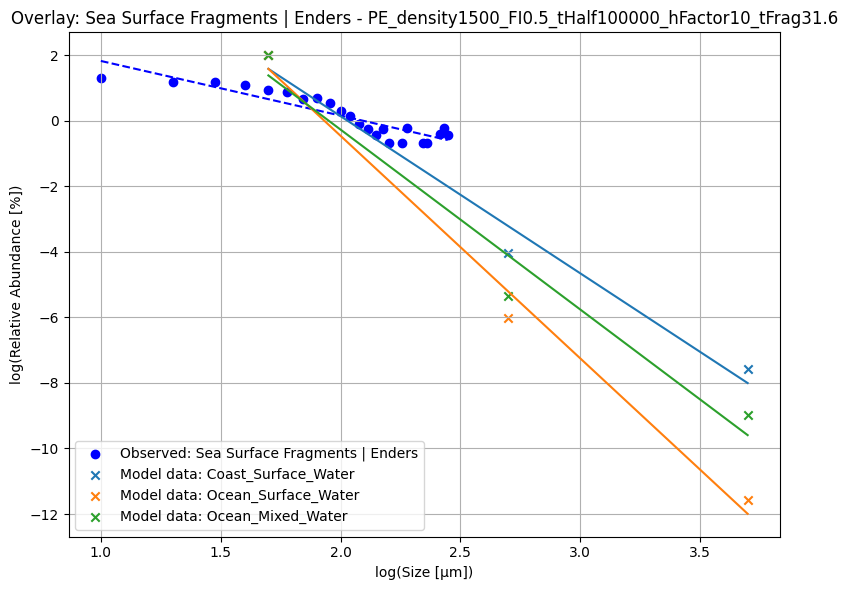 Overlay: Sea Surface Fragments | Enders - PE_density1500_FI0.5_tHalf100000_hFactor10_tFrag31.6
log(Relative Abundance [%])
2
0
−2
−4
−6
−8
−10
−12
Observed: Sea Surface Fragments | Enders
Model data: Coast_Surface_Water
Model data: Ocean_Surface_Water
Model data: Ocean_Mixed_Water
1.0 1.5 2.0 2.5 3.0 3.5
log(Size [µm])